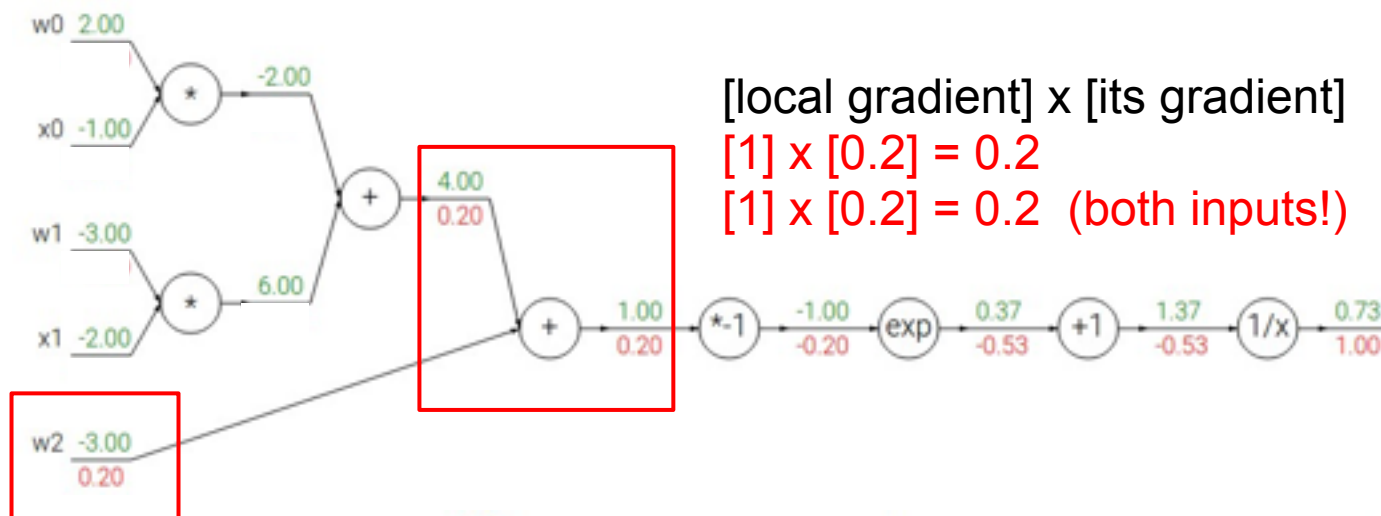 w0 2.00
-2.00
*
x0 -1.00
[local gradient] x [its gradient]
[1] x [0.2] = 0.2
[1] x [0.2] = 0.2 (both inputs!)
4.00
+
0.20
w1 -3.00
6.00
*
x1 -2.00
+
1.00
0.20
*-1
-1.00
-0.20
exp
0.37
-0.53
+1
1.37
-0.53
1/x
0.73
1.00
w2 -3.00
0.20